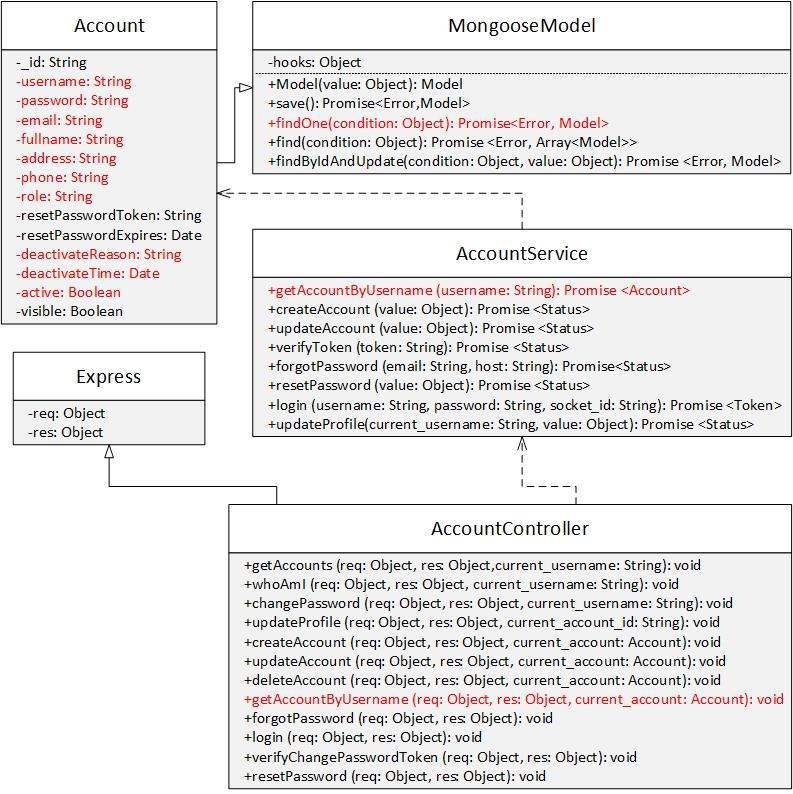 Account
-_id: String
-username: String
-password: String
-email: String
-fullname: String
-address: String
-phone: String
-role: String
-resetPasswordToken: String
-resetPasswordExpires: Date
-deactivateReason: String
-deactivateTime: Date
-active: Boolean
-visible: Boolean
MongooseModel
-hooks: Object
+Model(value: Object): Model
+save(): Promise<Error,Model>
+findOne(condition: Object): Promise<Error, Model>
+find(condition: Object): Promise <Error, Array<Model>>
+findByIdAndUpdate(condition: Object, value: Object): Promise <Error, Model>
AccountService
+getAccountByUsername (username: String): Promise <Account>
+createAccount (value: Object): Promise <Status>
+updateAccount (value: Object): Promise <Status>
+verifyToken (token: String): Promise <Status>
+forgotPassword (email: String, host: String): Promise<Status>
+resetPassword (value: Object): Promise <Status>
+login (username: String, password: String, socket_id: String): Promise <Token>
+updateProfile(current_username: String, value: Object): Promise <Status>
Express
-req: Object
-res: Object
AccountController
+getAccounts (req: Object, res: Object,current_username: String): void
+whoAmI (req: Object, res: Object, current_username: String): void
+changePassword (req: Object, res: Object, current_username: String): void
+updateProfile (req: Object, res: Object, current_account_id: String): void
+createAccount (req: Object, res: Object, current_account: Account): void
+updateAccount (req: Object, res: Object, current_account: Account): void
+deleteAccount (req: Object, res: Object, current_account: Account): void
+getAccountByUsername (req: Object, res: Object, current_account: Account): void
+forgotPassword (req: Object, res: Object): void
+login (req: Object, res: Object): void
+verifyChangePasswordToken (req: Object, res: Object): void
+resetPassword (req: Object, res: Object): void